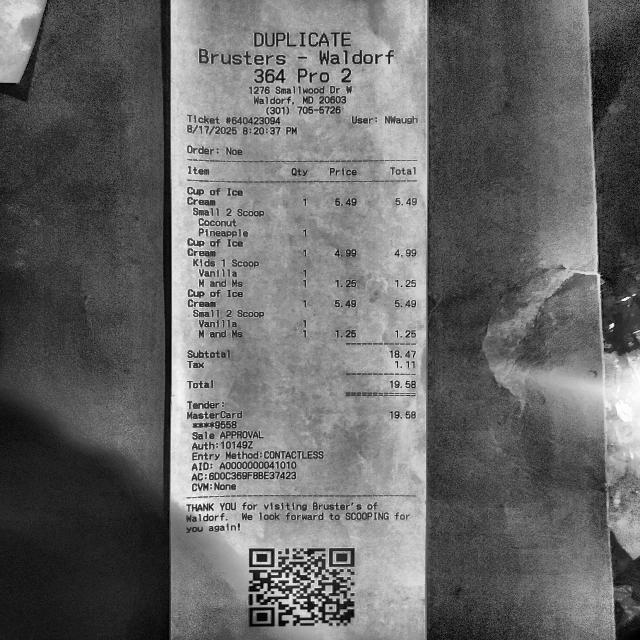 DUPLICATE
Brusters - Waldorf
364 Pro 2
1276 Smallwood Dr W
Waldorf, MD 20603
(301) 705-5726
Ticket #640423094 User: NWaugh
8/17/2025 8:20:37 PM
Order: Noe
Item Qty Price Total
Cup of Ice
Cream 1 5.49 5.49
Small 2 Scoop
Coconut
Pineapple 1
Cup of Ice
Cream 1 4.99 4.99
Kids 1 Scoop
Vanilla 1
M and Ms 1 1.25 1.25
Cup of Ice
Cream 1 5.49 5.49
Small 2 Scoop
Vanilla 1
M and Ms 1 1.25 1.25
Subtotal 18.47
Tax 1.11
Total 19.58
Tender:
MasterCard 19.58
****9558
Sale APPROVAL
Auth:10149Z
Entry Method:CONTACTLESS
AID: A0000000041010
AC:6D0C369F8BE37423
CVM:None
THANK YOU for visiting Bruster's of
Waldorf. We look forward to SCOOPING for
you again!